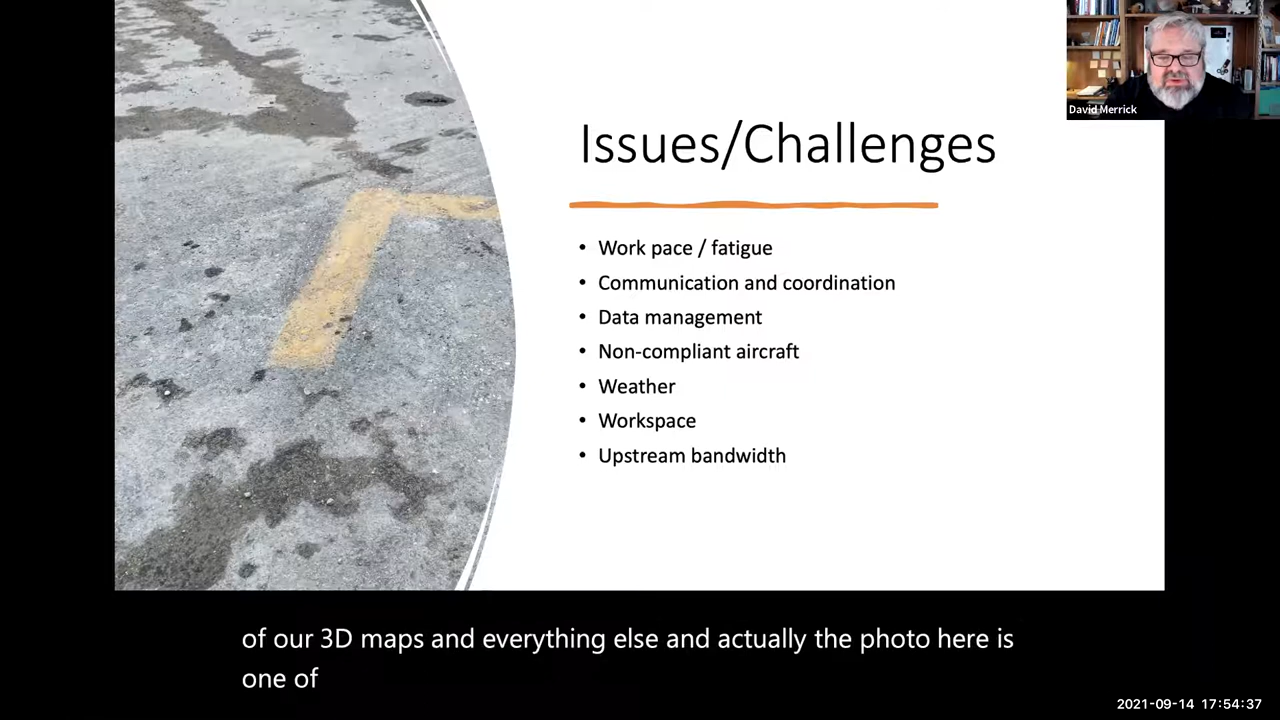 David Merrick
Issues/Challenges
• Work pace / fatigue
• Communication and coordination
• Data management
• Non-compliant aircraft
• Weather
• Workspace
• Upstream bandwidth
of our 3D maps and everything else and actually the photo here is
one of
2021-09-14 17:54:37